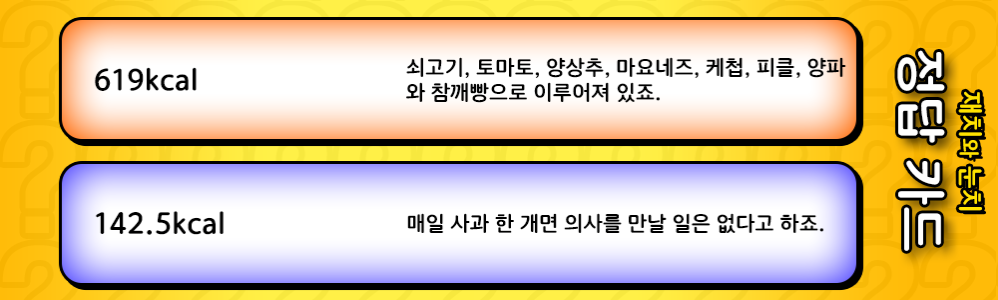 619kcal
쇠고기, 토마토, 양상추, 마요네즈, 케첩, 피클, 양파
와 참깨빵으로 이루어져 있죠.
142.5kcal
매일 사과 한 개면 의사를 만날 일은 없다고 하죠.
재치와 눈치
정답 카드